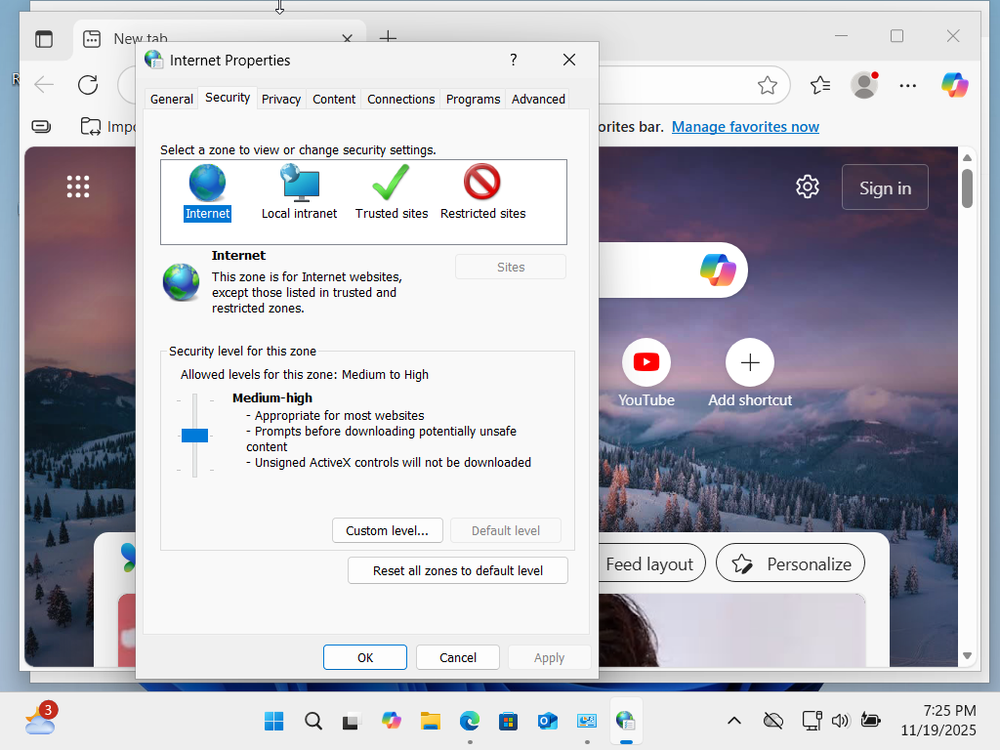 New tab
Internet Properties
?
General
Security
Privacy
Content
Connections
Programs
Advanced
orites bar. Manage favorites now
Select a zone to view or change security settings.
Internet
Local intranet
Trusted sites
Restricted sites
Sign in
Internet
Sites
This zone is for Internet websites,
except those listed in trusted and
restricted zones.
Security level for this zone
Allowed levels for this zone: Medium to High
Medium-high
- Appropriate for most websites
- Prompts before downloading potentially unsafe
content
- Unsigned ActiveX controls will not be downloaded
YouTube
Add shortcut
Custom level...
Default level
Reset all zones to default level
Feed layout
Personalize
OK
Cancel
Apply
3
7:25 PM
11/19/2025